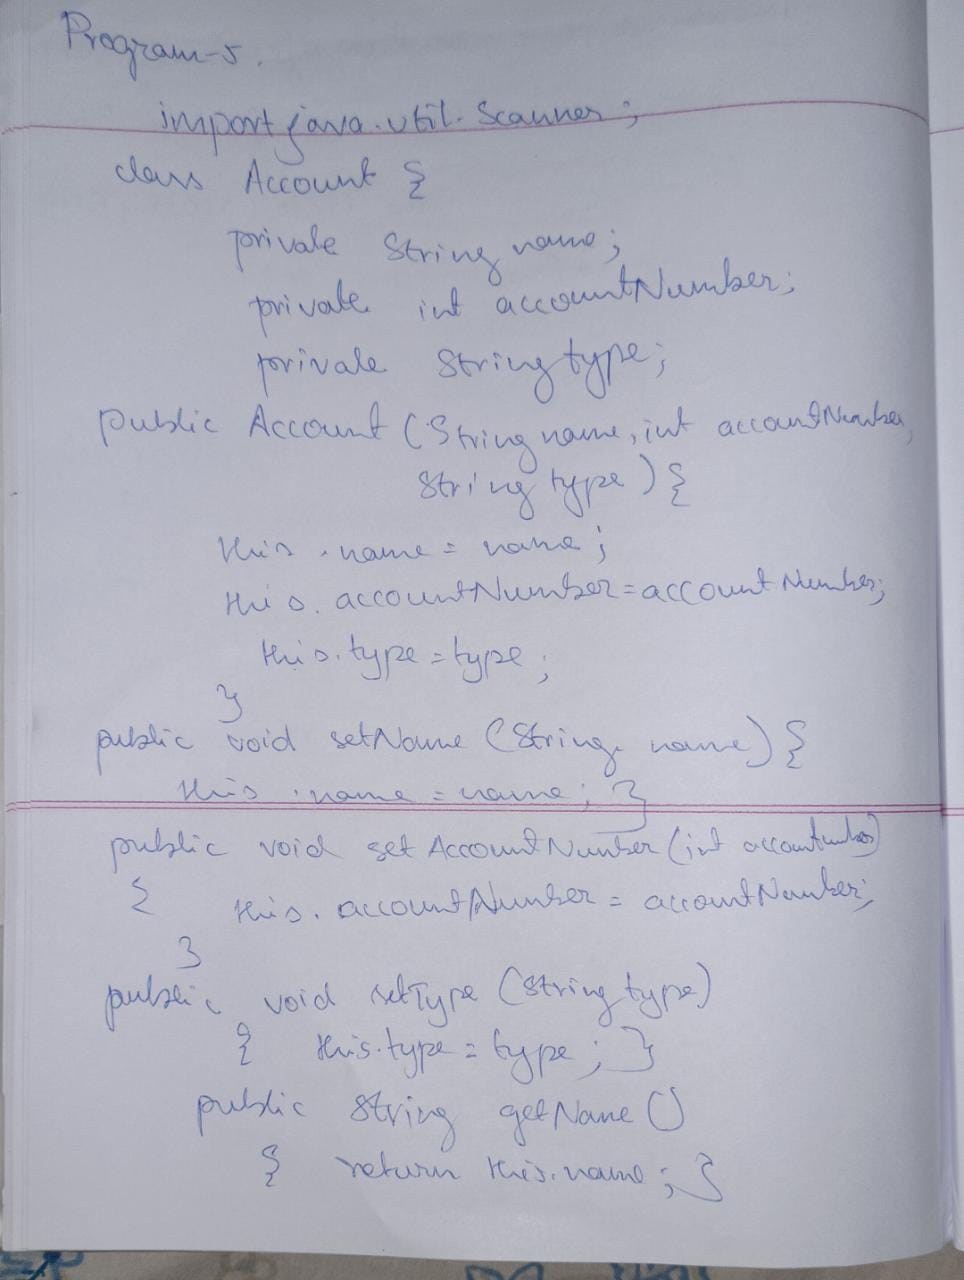 Program-5.
import java.util.Scanner;
class Account {
private String name;
private int accountNumber;
private String type;
public Account (String name, int accountNumber,
String type) {
this.name = name;
this.accountNumber = accountNumber;
this.type = type;
}
public void setName (String name) {
this.name = name; }
public void setAccountNumber (int accountnumber)
{ this.accountNumber = accountNumber;
}
public void setType (String type)
{ this.type = type; }
public String getName ()
{ return this.name; }